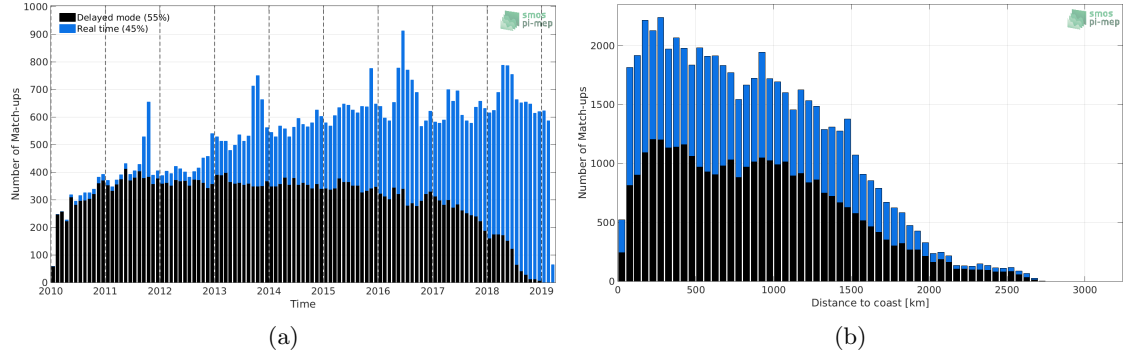 1000
900
800
700
600
500
400
300
200
100
0
Number of Match-ups
Delayed mode (55%)
Real time (45%)
smos
pi-mep
2010 2011 2012 2013 2014 2015 2016 2017 2018 2019
Time
(a)
2000
1500
1000
500
0
Number of Match-ups
smos
pi-mep
0 500 1000 1500 2000 2500 3000
Distance to coast [km]
(b)